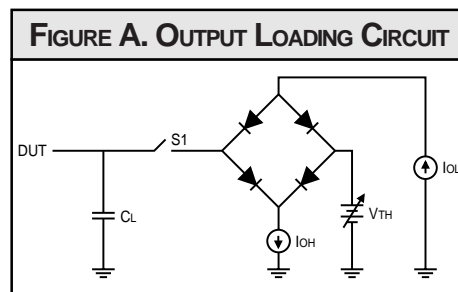 FIGURE A. OUTPUT LOADING CIRCUIT
DUT
S1
CL
IOH
VTH
IOL